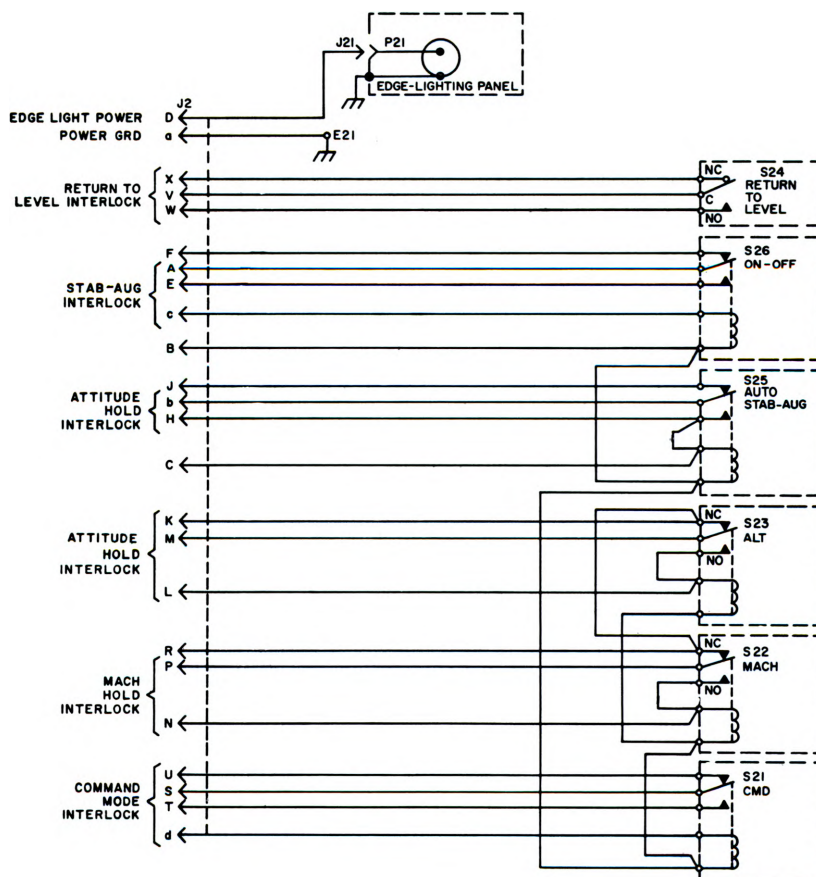 J21
P21
EDGE-LIGHTING PANEL
J2
EDGE LIGHT POWER D
POWER GRD a
E21
RETURN TO
LEVEL INTERLOCK
X
V
W
NC
C
NO
S24
RETURN
TO
LEVEL
STAB-AUG
INTERLOCK
F
A
E
c
B
S26
ON-OFF
ATTITUDE
HOLD
INTERLOCK
J
b
H
C
S25
AUTO
STAB-AUG
ATTITUDE
HOLD
INTERLOCK
K
M
L
NC
NO
S23
ALT
MACH
HOLD
INTERLOCK
R
P
N
NC
NO
S22
MACH
COMMAND
MODE
INTERLOCK
U
S
T
d
S21
CMD